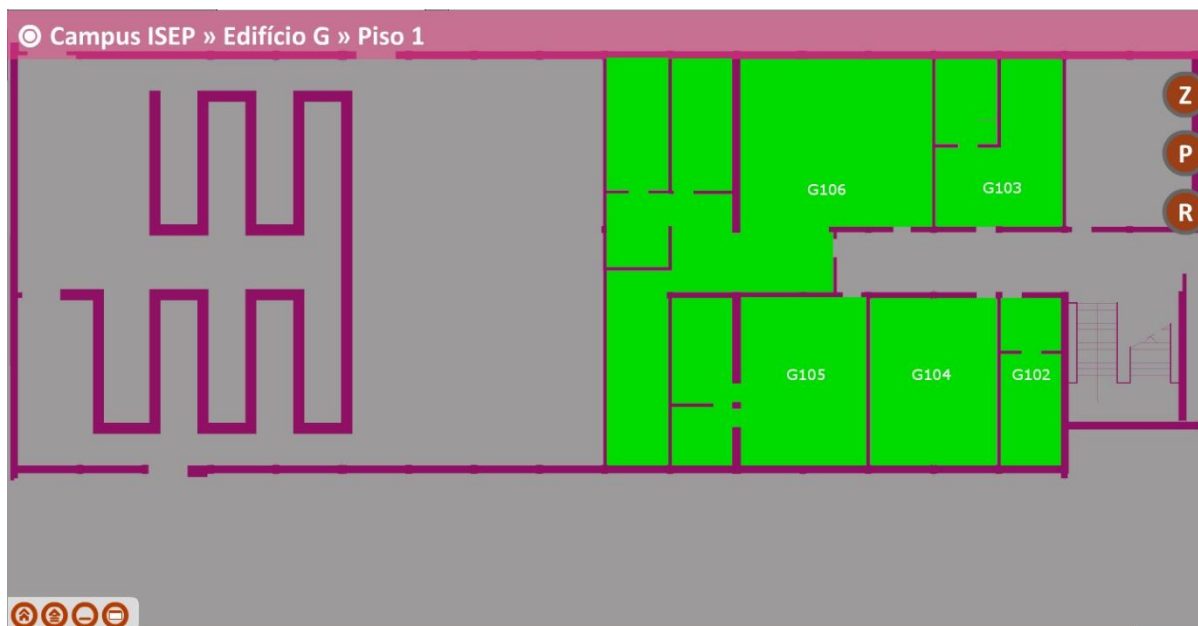 Campus ISEP » Edifício G » Piso 1
Z
P
R
G106
G103
G105
G104
G102